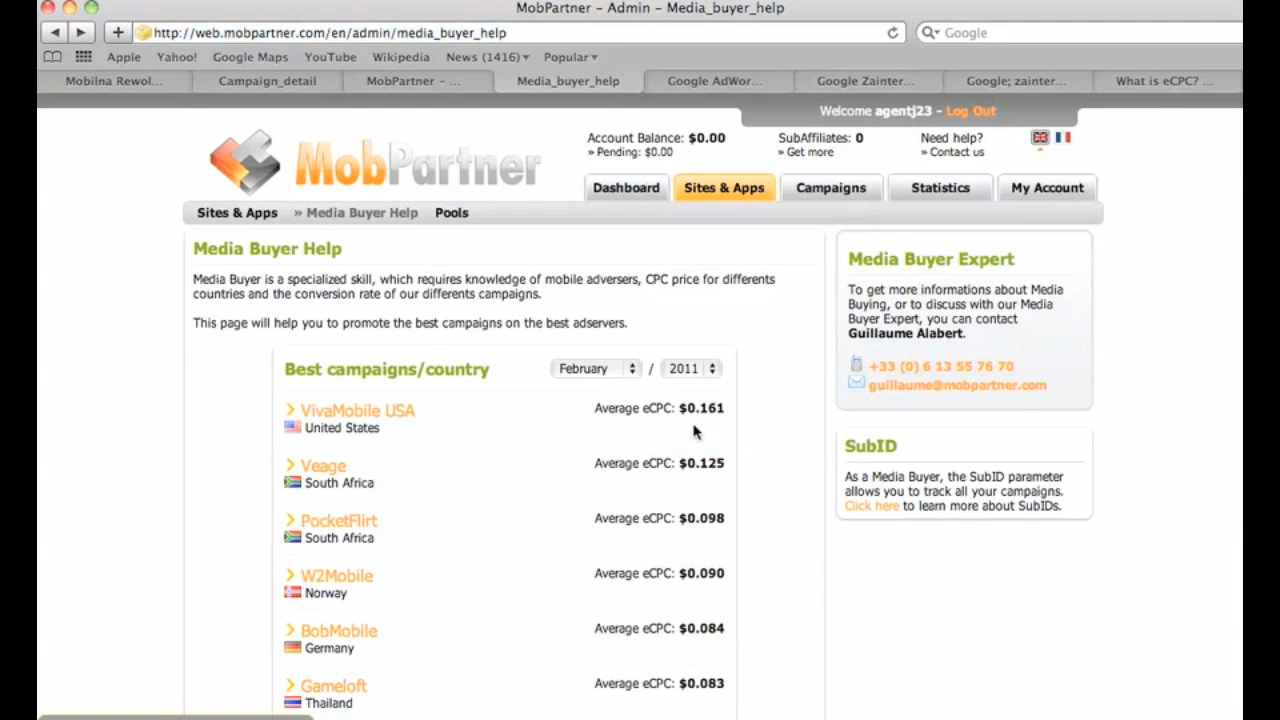 MobPartner – Admin – Media_buyer_help
http://web.mobpartner.com/en/admin/media_buyer_help
Google
Apple Yahoo! Google Maps YouTube Wikipedia News (1416) Popular
Mobilna Rewol... Campaign_detail MobPartner – ... Media_buyer_help Google AdWor... Google Zainter... Google; zainter... What is eCPC? ...
Welcome agentj23 - Log Out
MobPartner
Account Balance: $0.00 SubAffiliates: 0 Need help?
» Pending: $0.00 » Get more » Contact us
Dashboard Sites & Apps Campaigns Statistics My Account
Sites & Apps » Media Buyer Help Pools
Media Buyer Help
Media Buyer is a specialized skill, which requires knowledge of mobile adversers, CPC price for differents
countries and the conversion rate of our differents campaigns.
This page will help you to promote the best campaigns on the best adservers.
Best campaigns/country February / 2011
VivaMobile USA Average eCPC: $0.161
United States
Veage Average eCPC: $0.125
South Africa
PocketFlirt Average eCPC: $0.098
South Africa
W2Mobile Average eCPC: $0.090
Norway
BobMobile Average eCPC: $0.084
Germany
Gameloft Average eCPC: $0.083
Thailand
Media Buyer Expert
To get more informations about Media
Buying, or to discuss with our Media
Buyer Expert, you can contact
Guillaume Alabert.
+33 (0) 6 13 55 76 70
guillaume@mobpartner.com
SubID
As a Media Buyer, the SubID parameter
allows you to track all your campaigns.
Click here to learn more about SubIDs.